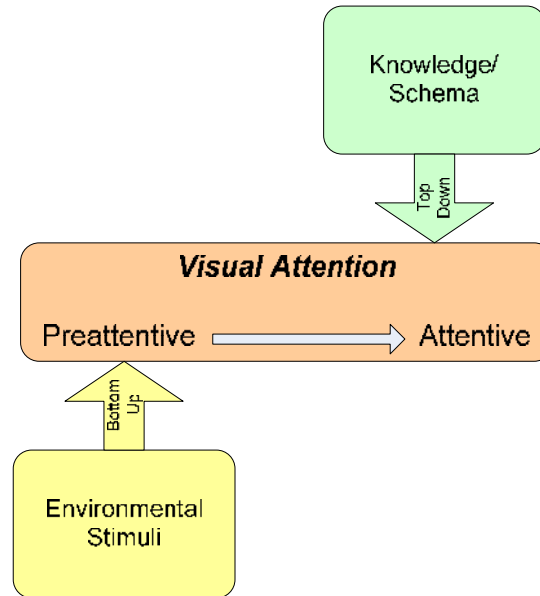 Knowledge/
Schema
Top
Down
Visual Attention
Preattentive Attentive
Bottom
Up
Environmental
Stimuli